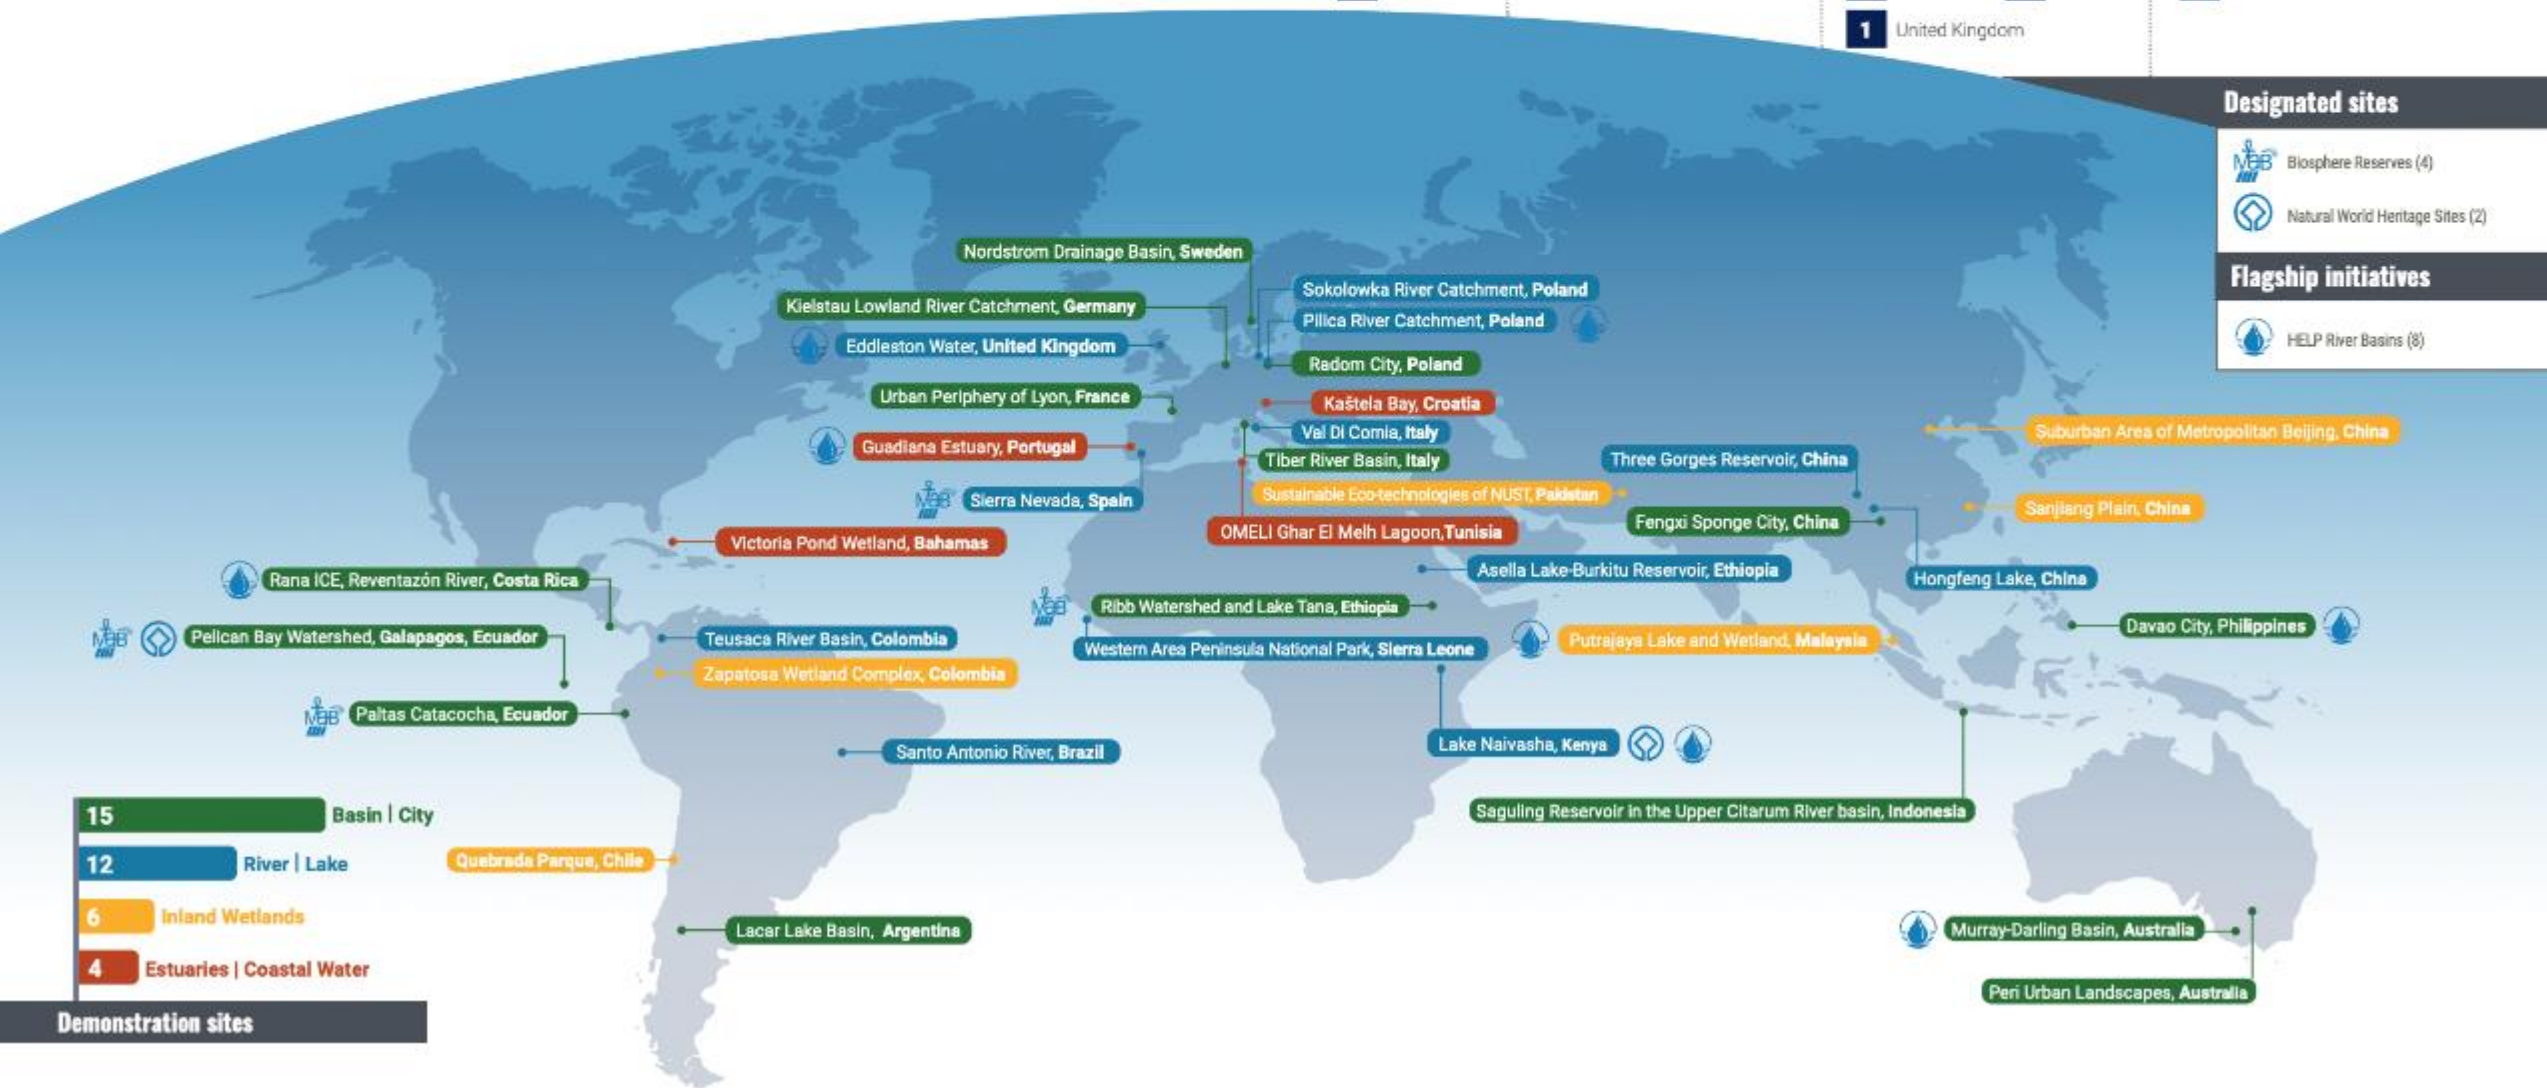 1 United Kingdom
Designated sites
MAB Biosphere Reserves (4)
Natural World Heritage Sites (2)
Flagship initiatives
HELP River Basins (8)
Nordstrom Drainage Basin, Sweden
Sokolowka River Catchment, Poland
Kielstau Lowland River Catchment, Germany
Pilica River Catchment, Poland
Eddleston Water, United Kingdom
Radom City, Poland
Urban Periphery of Lyon, France
Kaštela Bay, Croatia
Val Di Cornia, Italy
Suburban Area of Metropolitan Beijing, China
Guadiana Estuary, Portugal
Tiber River Basin, Italy
Three Gorges Reservoir, China
MAB Sierra Nevada, Spain
Sustainable Eco-technologies of NUST, Pakistan
Sanjiang Plain, China
Fengxi Sponge City, China
OMELI Ghar El Melh Lagoon,Tunisia
Victoria Pond Wetland, Bahamas
Asella Lake-Burkitu Reservoir, Ethiopia
Hongfeng Lake, China
Rana ICE, Reventazón River, Costa Rica
MAB Ribb Watershed and Lake Tana, Ethiopia
Davao City, Philippines
MAB Pelican Bay Watershed, Galapagos, Ecuador
Teusaca River Basin, Colombia
Western Area Peninsula National Park, Sierra Leone
Putrajaya Lake and Wetland, Malaysia
Zapatosa Wetland Complex, Colombia
MAB Paltas Catacocha, Ecuador
Santo Antonio River, Brazil
Lake Naivasha, Kenya
Saguling Reservoir in the Upper Citarum River basin, Indonesia
Quebrada Parque, Chile
Lacar Lake Basin, Argentina
Murray-Darling Basin, Australia
Peri Urban Landscapes, Australia
15 Basin | City
12 River | Lake
6 Inland Wetlands
4 Estuaries | Coastal Water
Demonstration sites